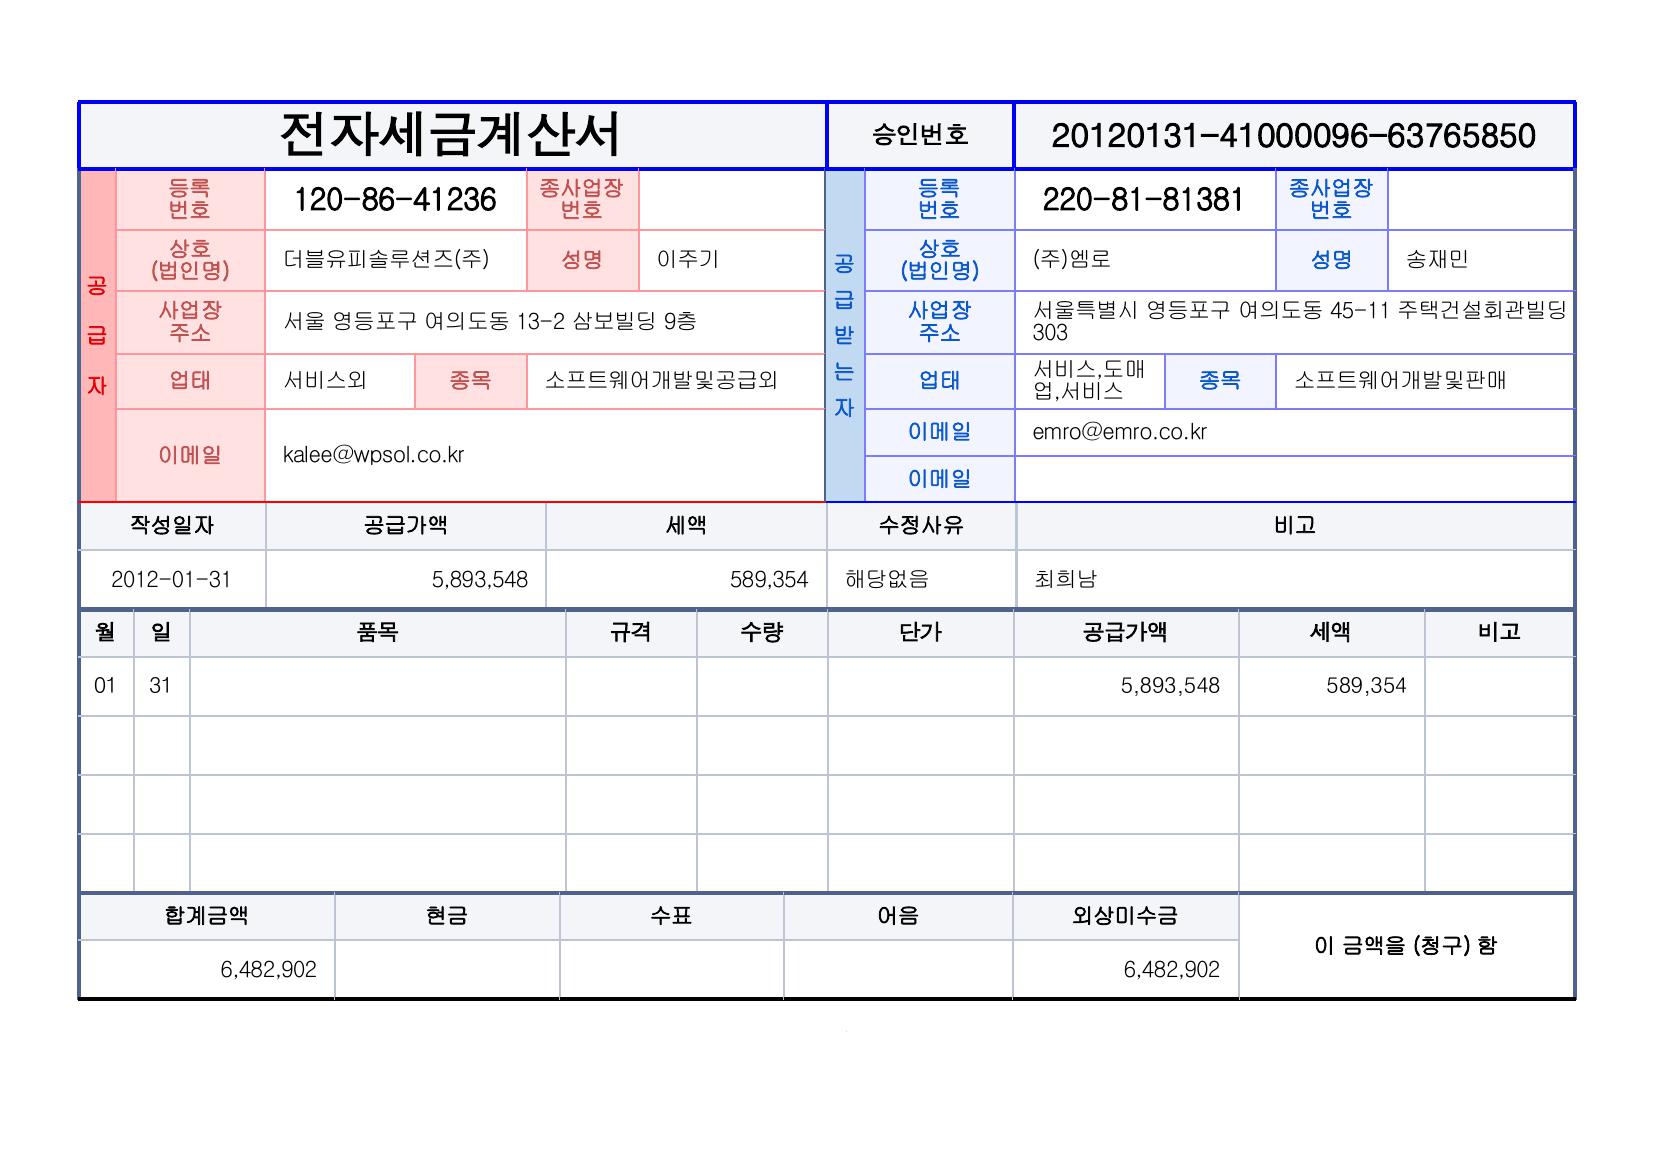 전자세금계산서 승인번호 20120131-41000096-63765850
공급자
등록번호 120-86-41236 종사업장번호
상호(법인명) 더블유피솔루션즈(주) 성명 이주기
사업장주소 서울 영등포구 여의도동 13-2 삼보빌딩 9층
업태 서비스외 종목 소프트웨어개발및공급외
이메일 kalee@wpsol.co.kr
공급받는자
등록번호 220-81-81381 종사업장번호
상호(법인명) (주)엠로 성명 송재민
사업장주소 서울특별시 영등포구 여의도동 45-11 주택건설회관빌딩
303
업태 서비스,도매업,서비스 종목 소프트웨어개발및판매
이메일 emro@emro.co.kr
이메일
작성일자 공급가액 세액 수정사유 비고
2012-01-31 5,893,548 589,354 해당없음 최희남
월 일 품목 규격 수량 단가 공급가액 세액 비고
01 31 5,893,548 589,354
합계금액 현금 수표 어음 외상미수금
6,482,902 6,482,902
이 금액을 (청구) 함